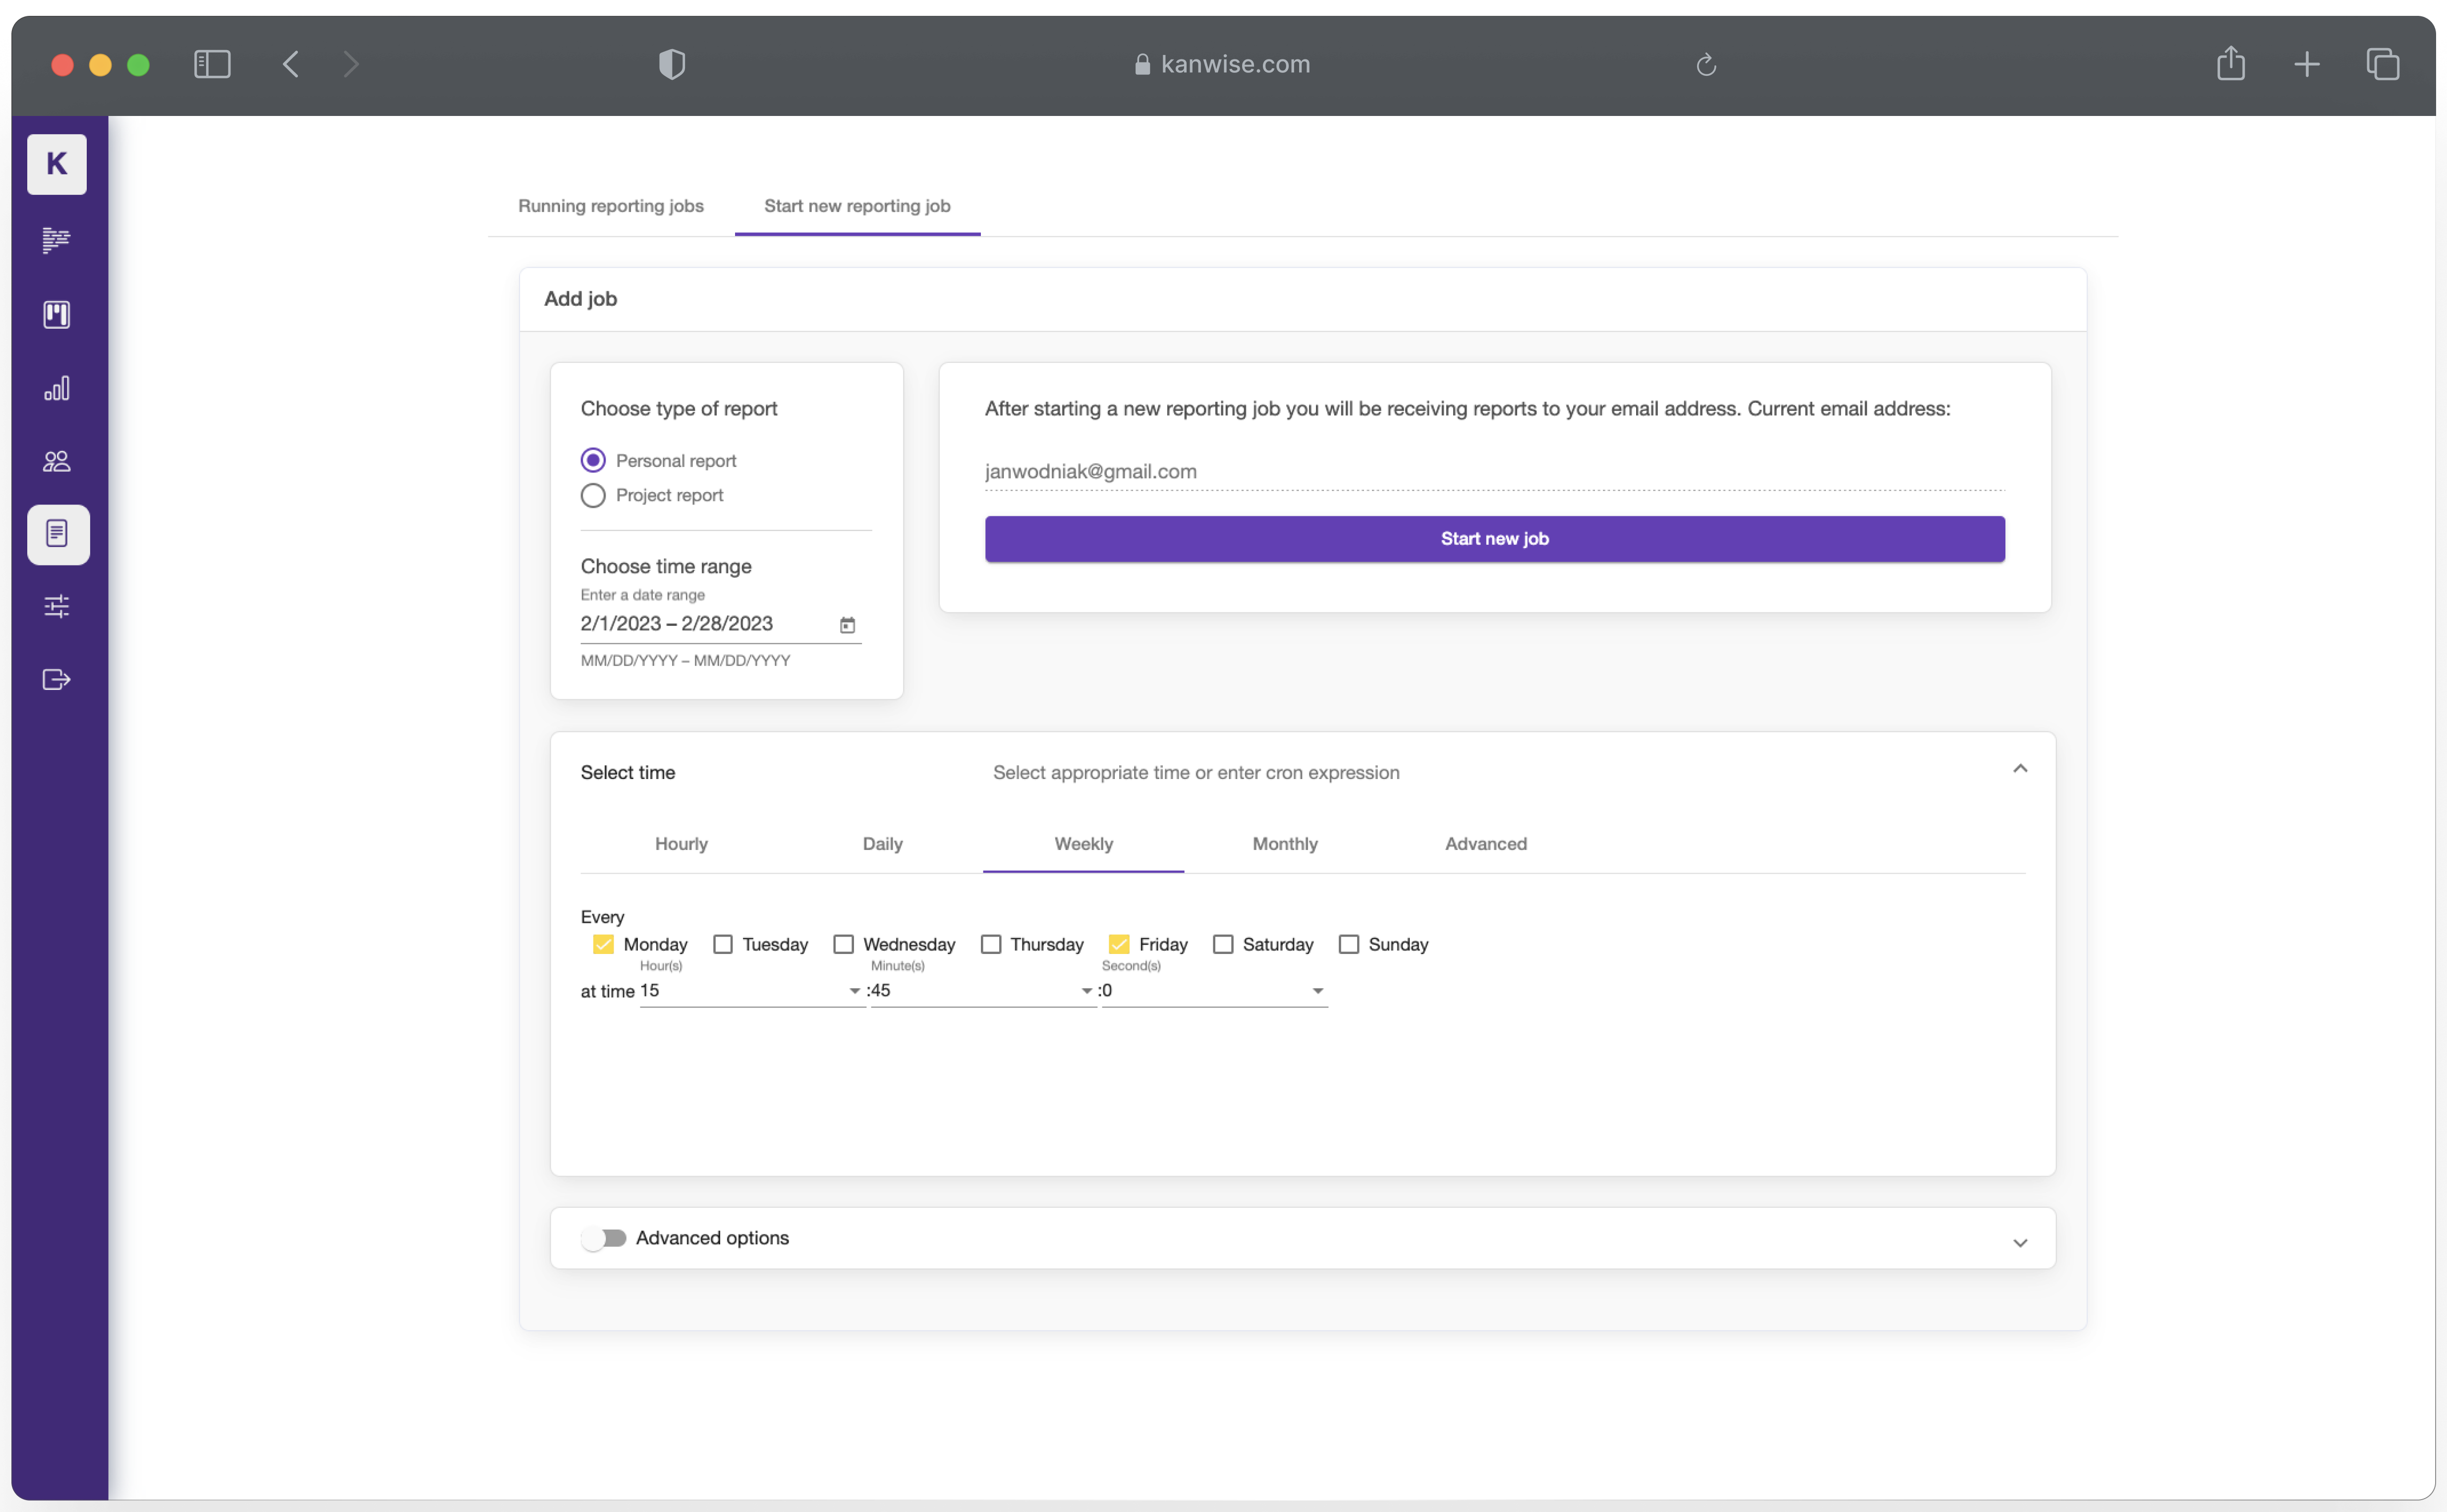 kanwise.com
K
Running reporting jobs Start new reporting job
Add job
Choose type of report
Personal report
Project report
Choose time range
Enter a date range
2/1/2023 – 2/28/2023
MM/DD/YYYY – MM/DD/YYYY
After starting a new reporting job you will be receiving reports to your email address. Current email address:
janwodniak@gmail.com
Start new job
Select time Select appropriate time or enter cron expression
Hourly Daily Weekly Monthly Advanced
Every
Monday Tuesday Wednesday Thursday Friday Saturday Sunday
Hour(s) Minute(s) Second(s)
at time 15 :45 :0
Advanced options